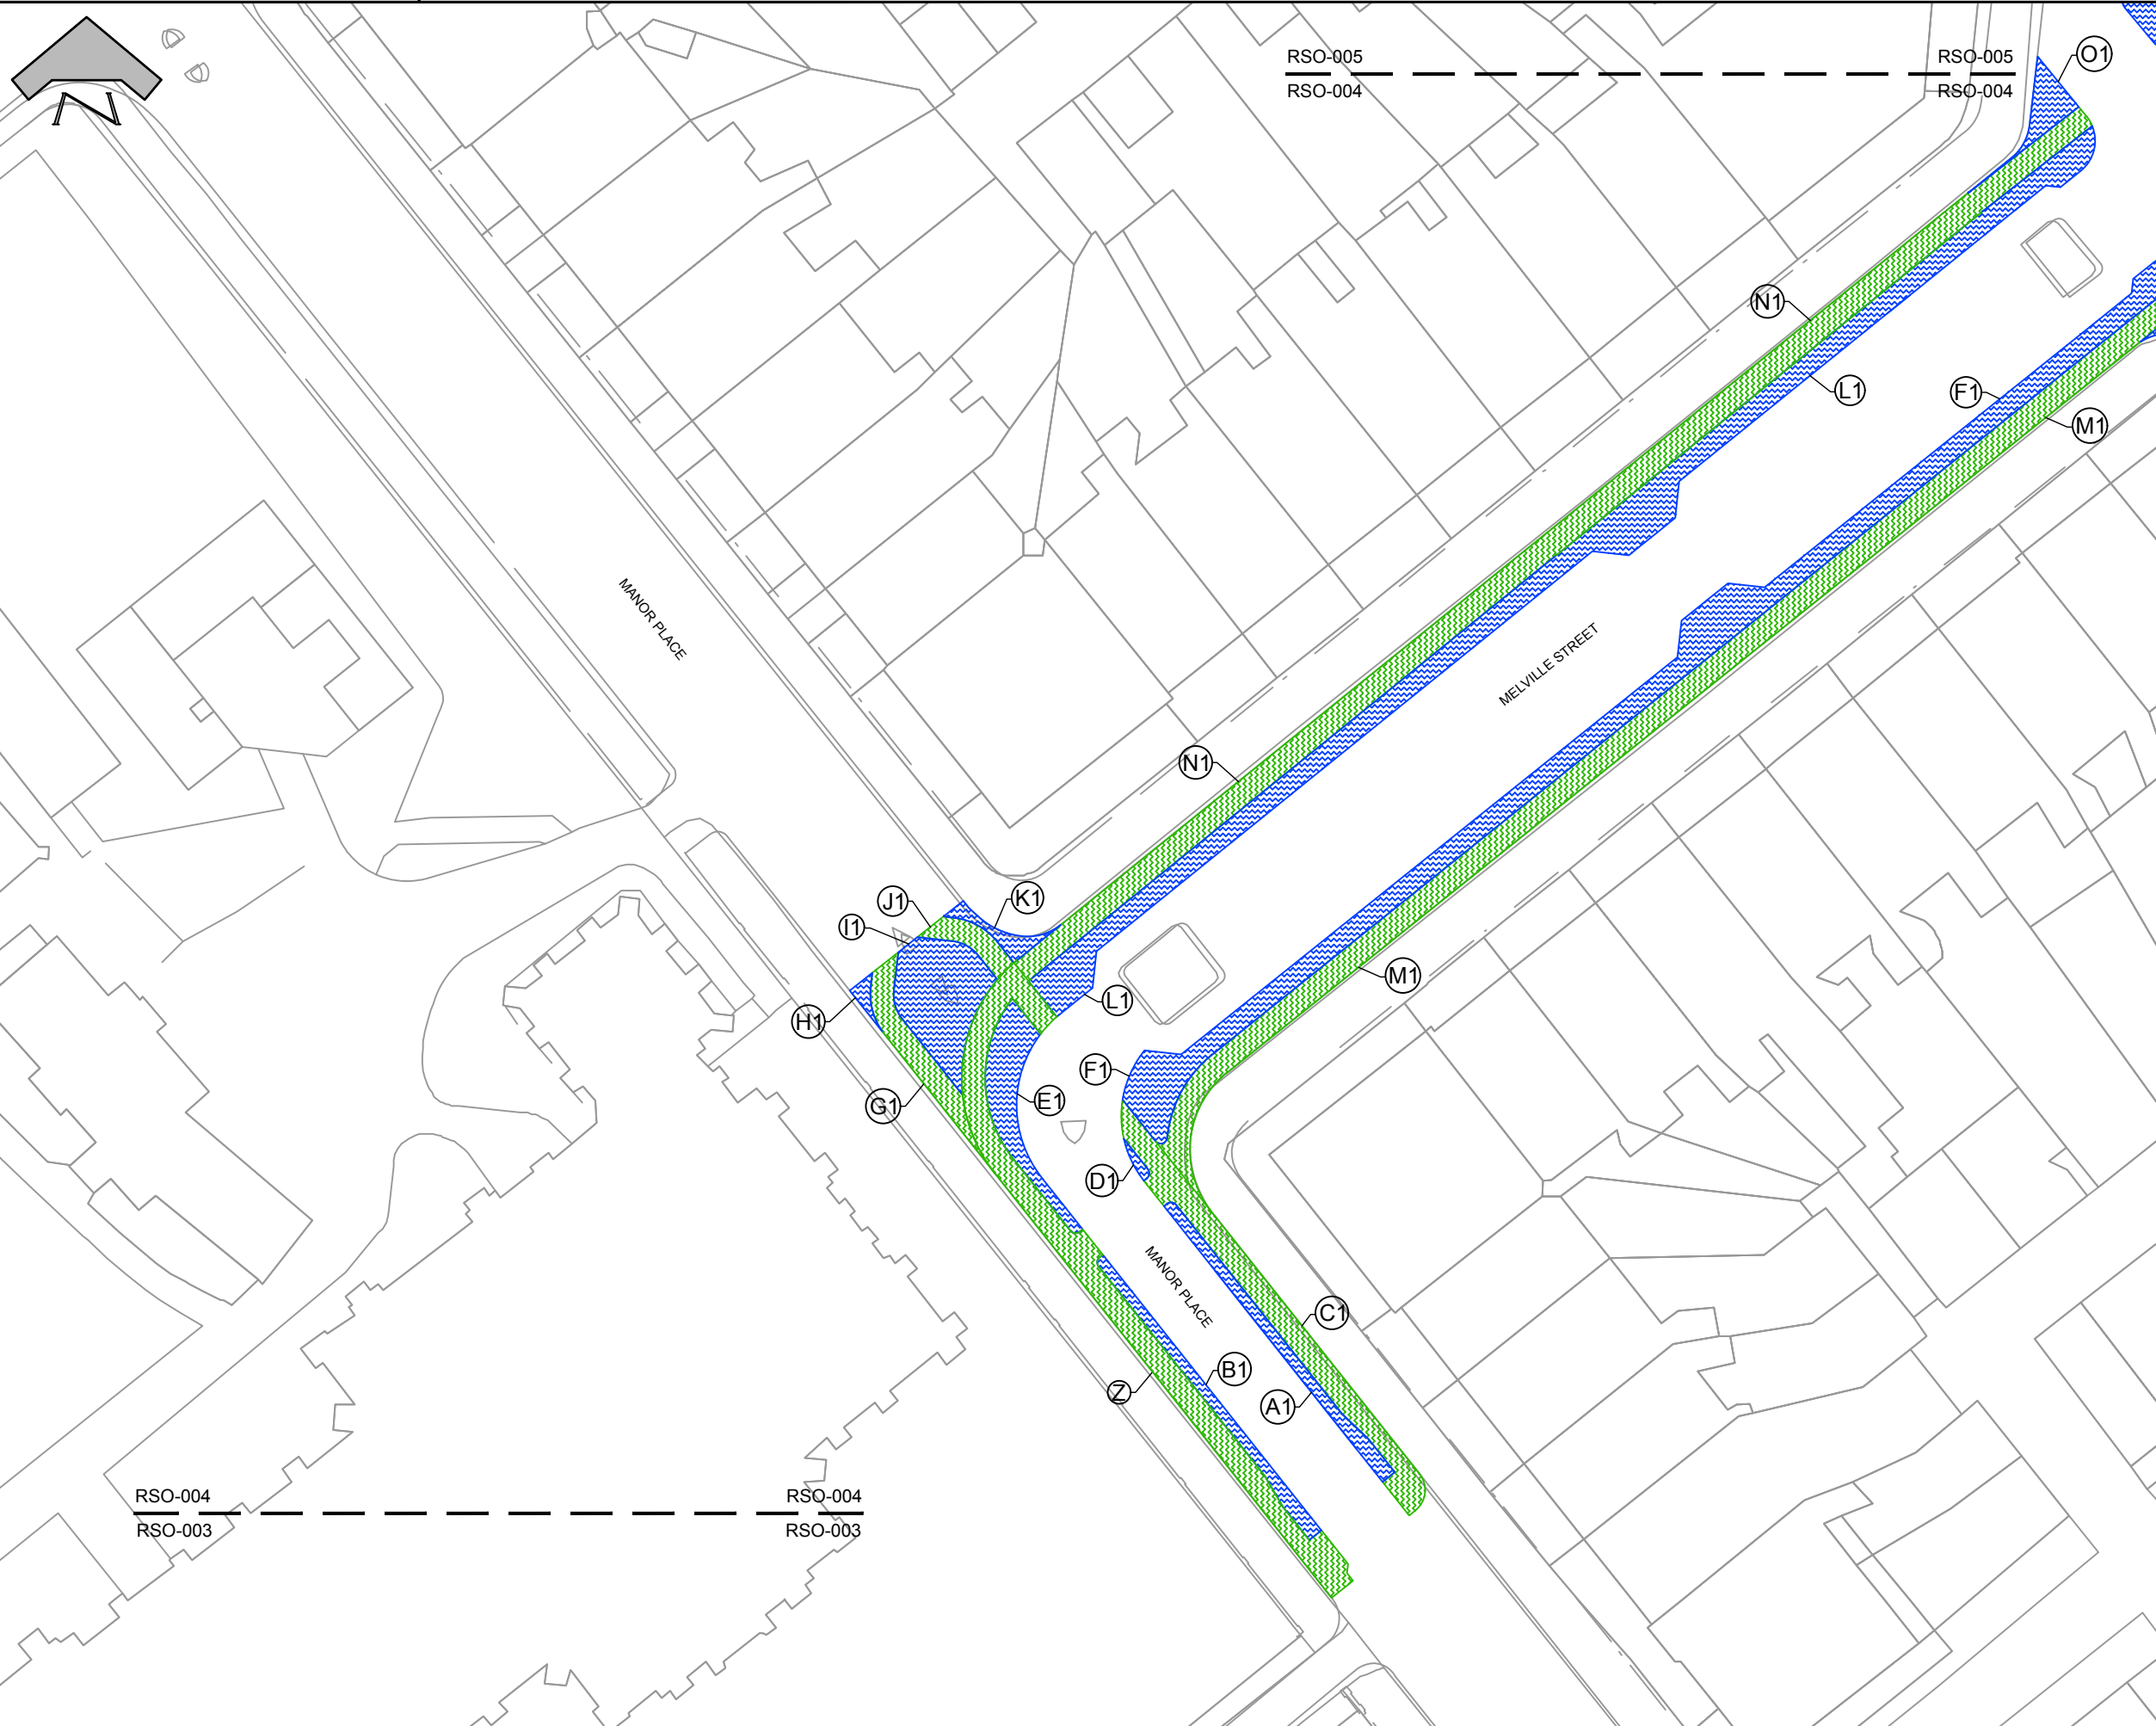 RSO-005
RSO-005
RSO-004
RSO-004
O1
N1
L1
F1
M1
MANOR PLACE
MELVILLE STREET
N1
J1
K1
I1
M1
L1
H1
F1
E1
G1
D1
MANOR PLACE
C1
B1
Z
A1
RSO-004
RSO-004
RSO-003
RSO-003